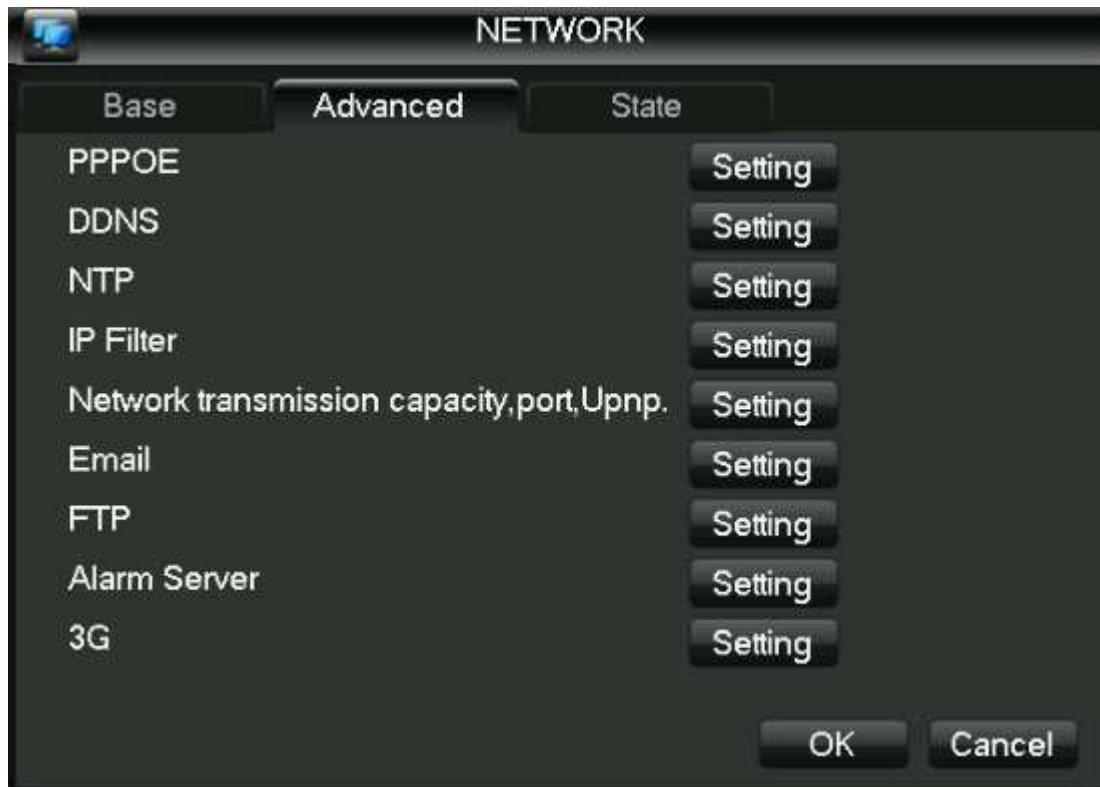 NETWORK
Base Advanced State
PPPOE Setting
DDNS Setting
NTP Setting
IP Filter Setting
Network transmission capacity,port,Upnp. Setting
Email Setting
FTP Setting
Alarm Server Setting
3G Setting
OK Cancel